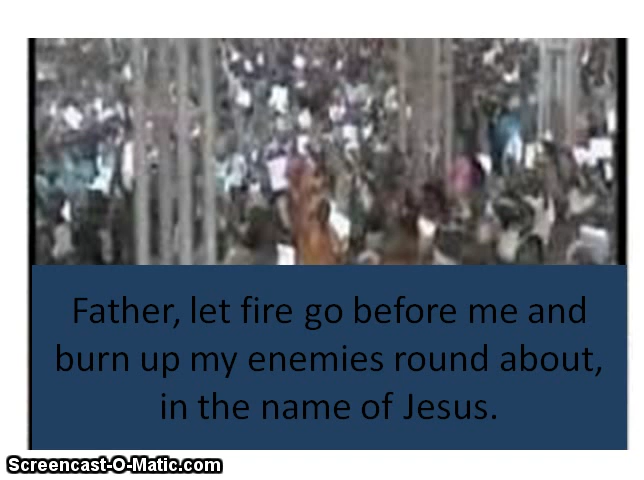 Father, let fire go before me and
burn up my enemies round about,
in the name of Jesus.
Screencast-O-Matic.com